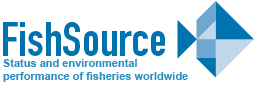 FishSource
Status and environmental
performance of fisheries worldwide